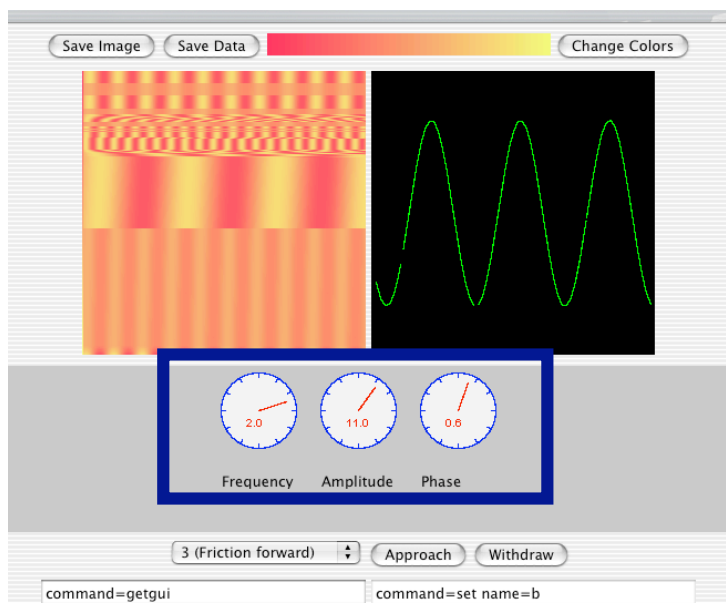 Save Image Save Data Change Colors
2.0 11.0 0.6
Frequency Amplitude Phase
3 (Friction forward) Approach Withdraw
command=getgui command=set name=b